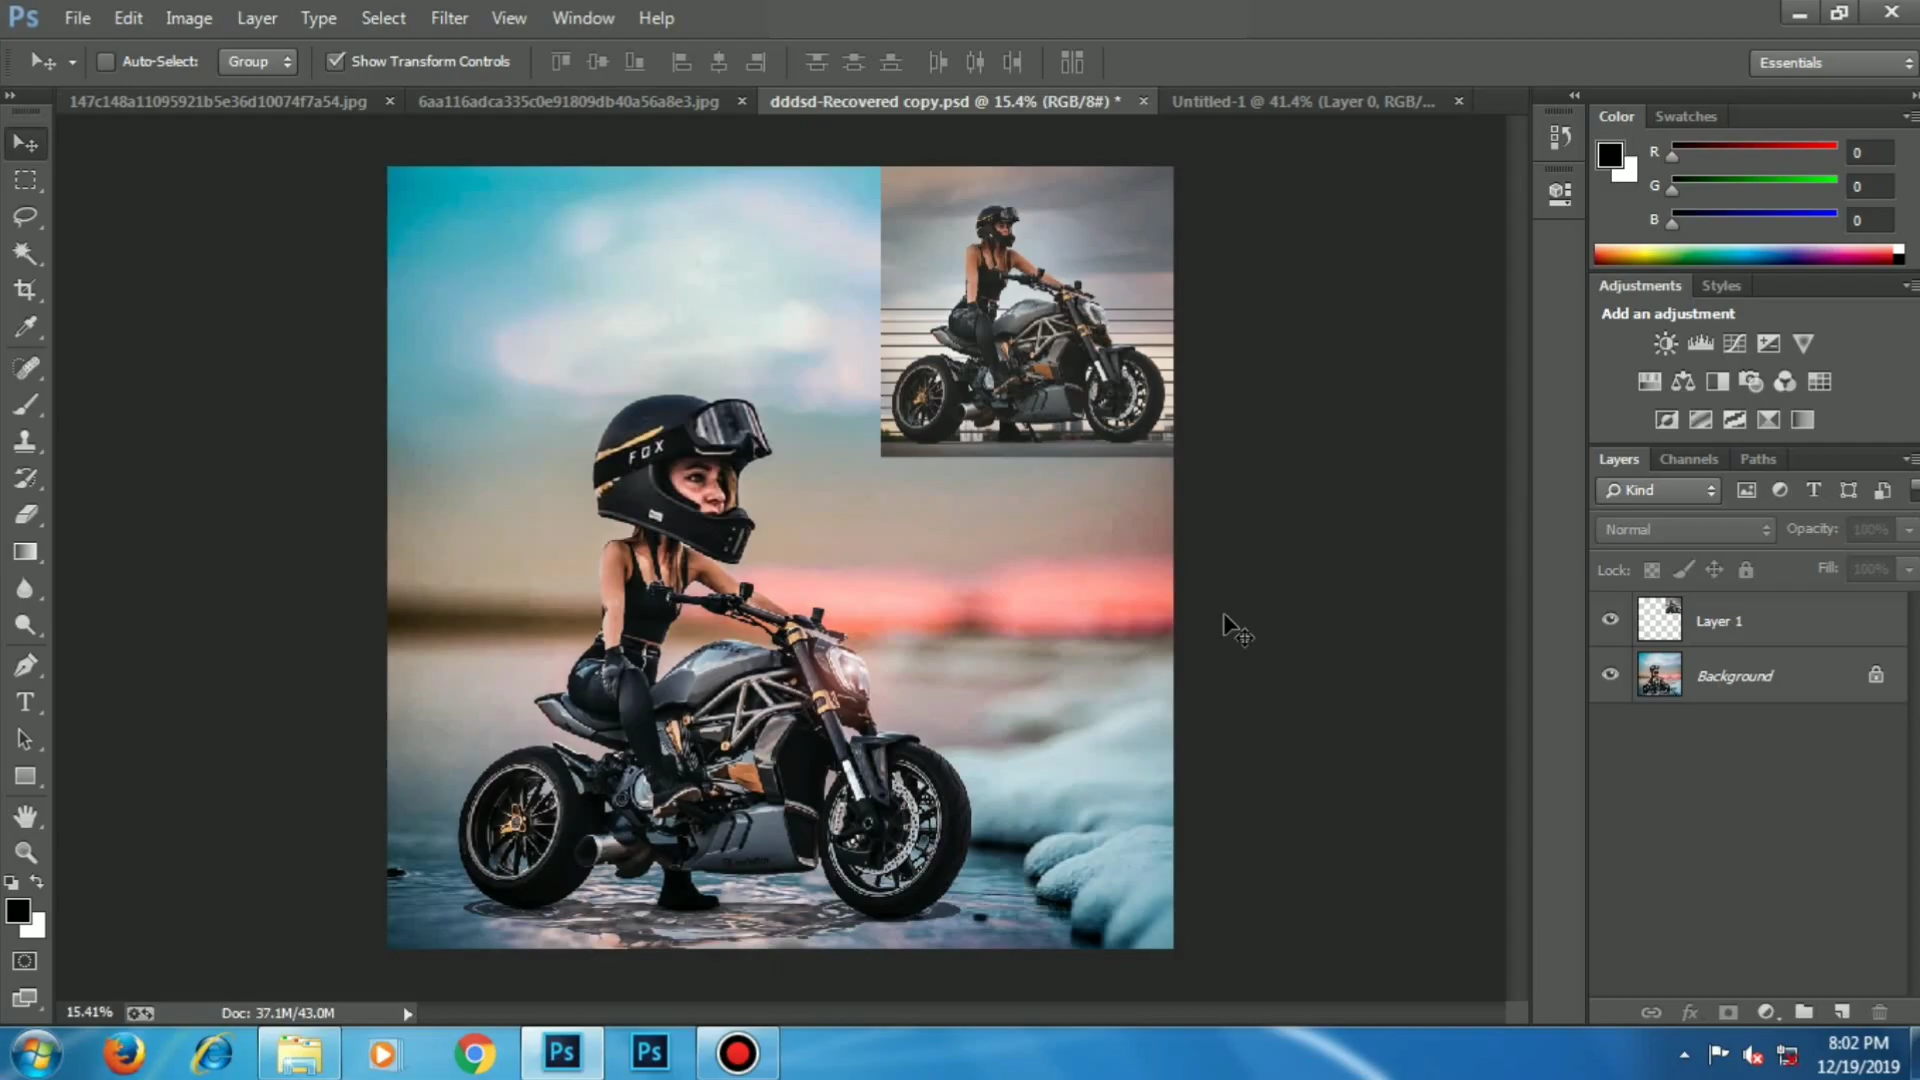 Ps File Edit Image Layer Type Select Filter View Window Help
Auto-Select: Group Show Transform Controls Essentials
147c148a11095921b5e36d10074f7a54.jpg 6aa116adca335c0e91809db40a56a8e3.jpg dddsd-Recovered copy.psd @ 15.4% (RGB/8#) * Untitled-1 @ 41.4% (Layer 0, RGB/...
Color Swatches
R 0
G 0
B 0
Adjustments Styles
Add an adjustment
FOX
Layers Channels Paths
Kind
Normal Opacity: 100%
Lock: Fill: 100%
Layer 1
Background
15.41% Doc: 37.1M/43.0M
Ps Ps
8:02 PM
12/19/2019